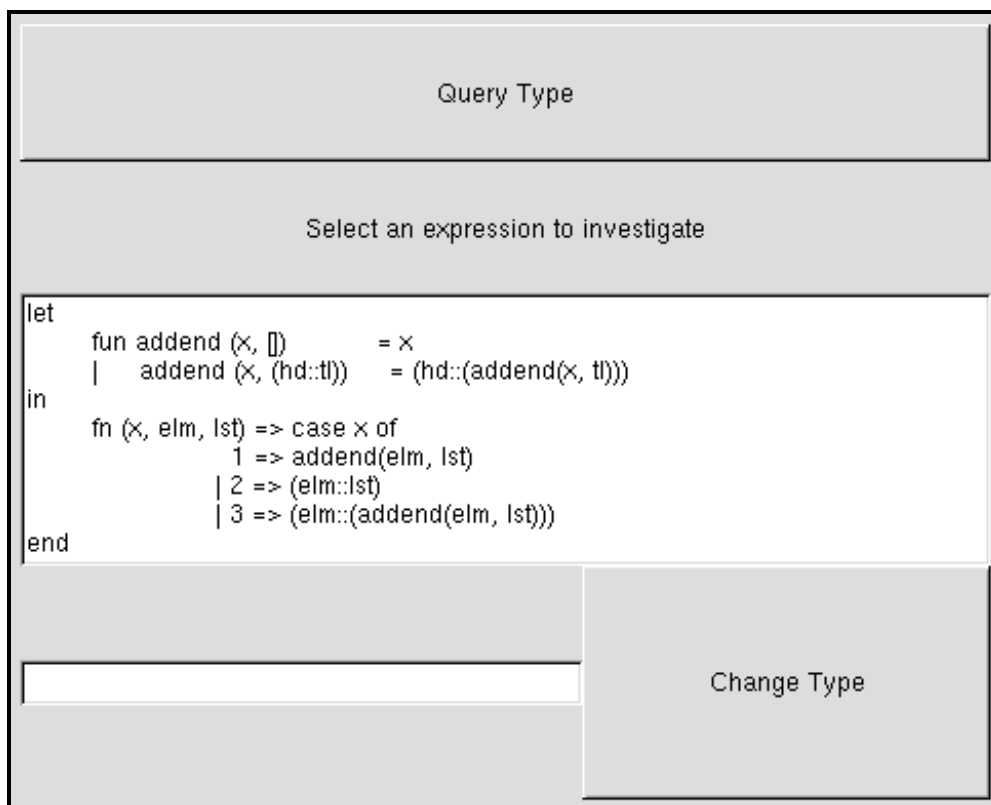 Query Type
Select an expression to investigate
let
fun addend (x, []) = x
| addend (x, (hd::tl)) = (hd::(addend(x, tl)))
in
fn (x, elm, lst) => case x of
1 => addend(elm, lst)
| 2 => (elm::lst)
| 3 => (elm::(addend(elm, lst)))
end
Change Type